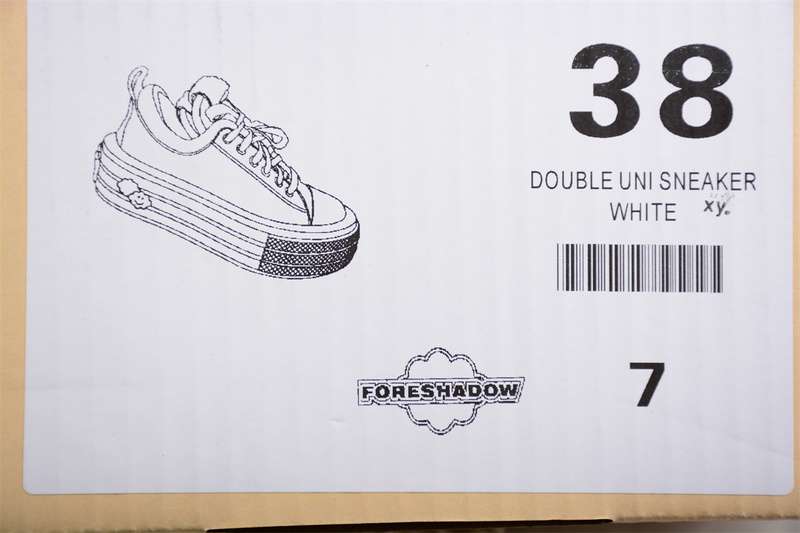 38
DOUBLE UNI SNEAKER
WHITE xy.
FORESHADOW
7